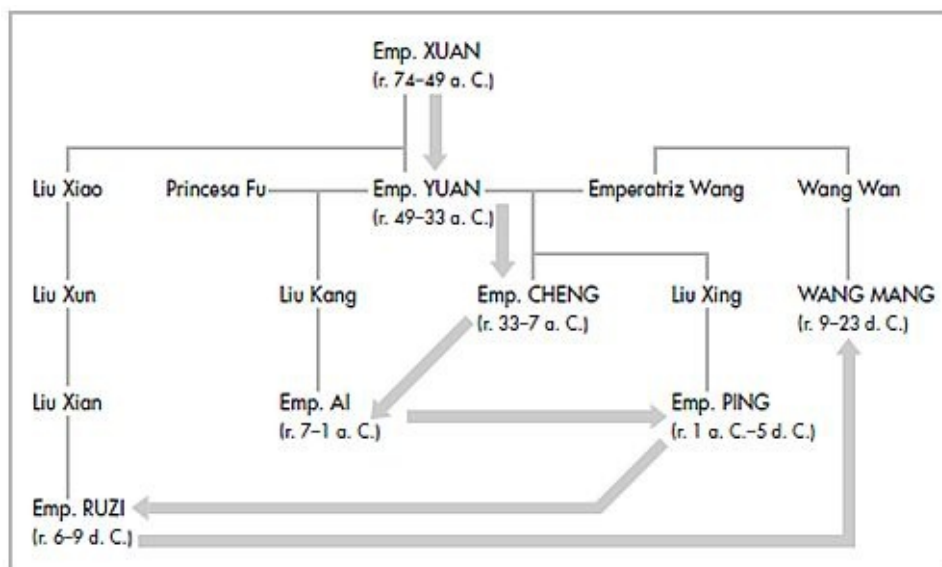 Emp. XUAN
(r. 74–49 a. C.)
Liu Xiao
Princesa Fu
Emp. YUAN
(r. 49–33 a. C.)
Emperatriz Wang
Wang Wan
Liu Xun
Liu Kang
Emp. CHENG
(r. 33–7 a. C.)
Liu Xing
WANG MANG
(r. 9–23 d. C.)
Liu Xian
Emp. AI
(r. 7–1 a. C.)
Emp. PING
(r. 1 a. C.–5 d. C.)
Emp. RUZI
(r. 6–9 d. C.)